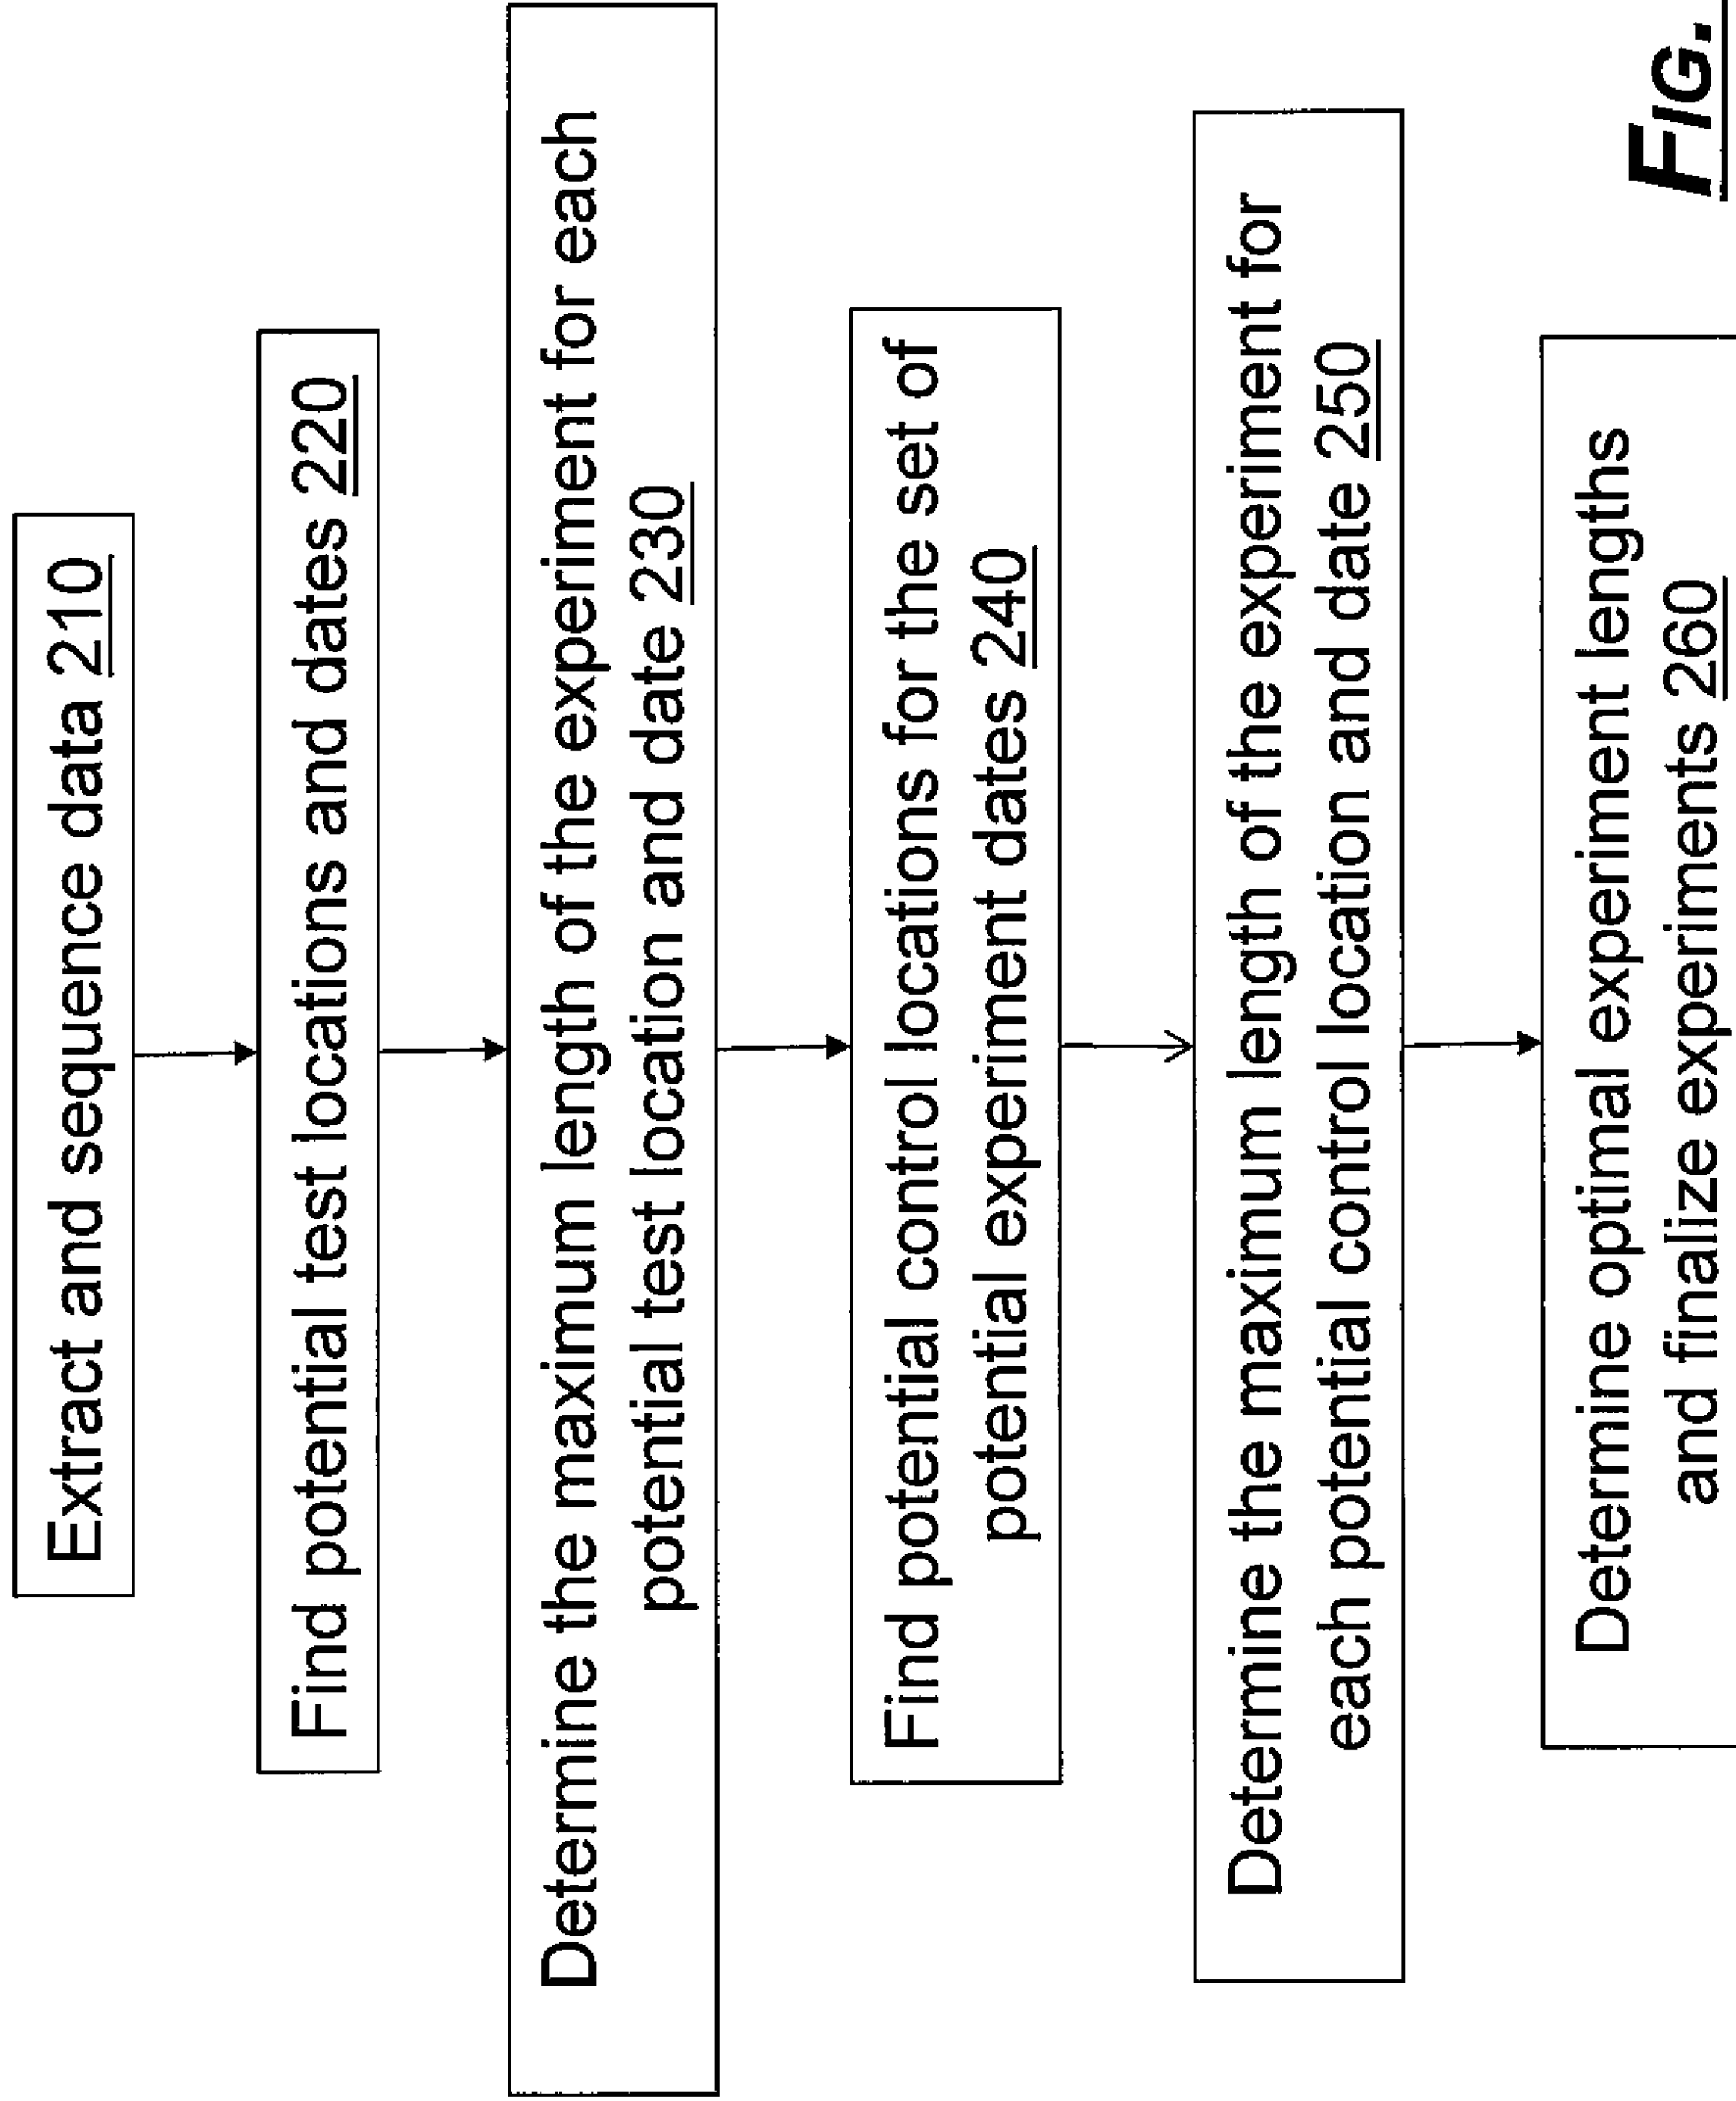 Extract and sequence data 210
Find potential test locations and dates 220
Determine the maximum length of the experiment for each
potential test location and date 230
Find potential control locations for the set of
potential experiment dates 240
Determine the maximum length of the experiment for
each potential control location and date 250
Determine optimal experiment lengths
and finalize experiments 260
FIG.